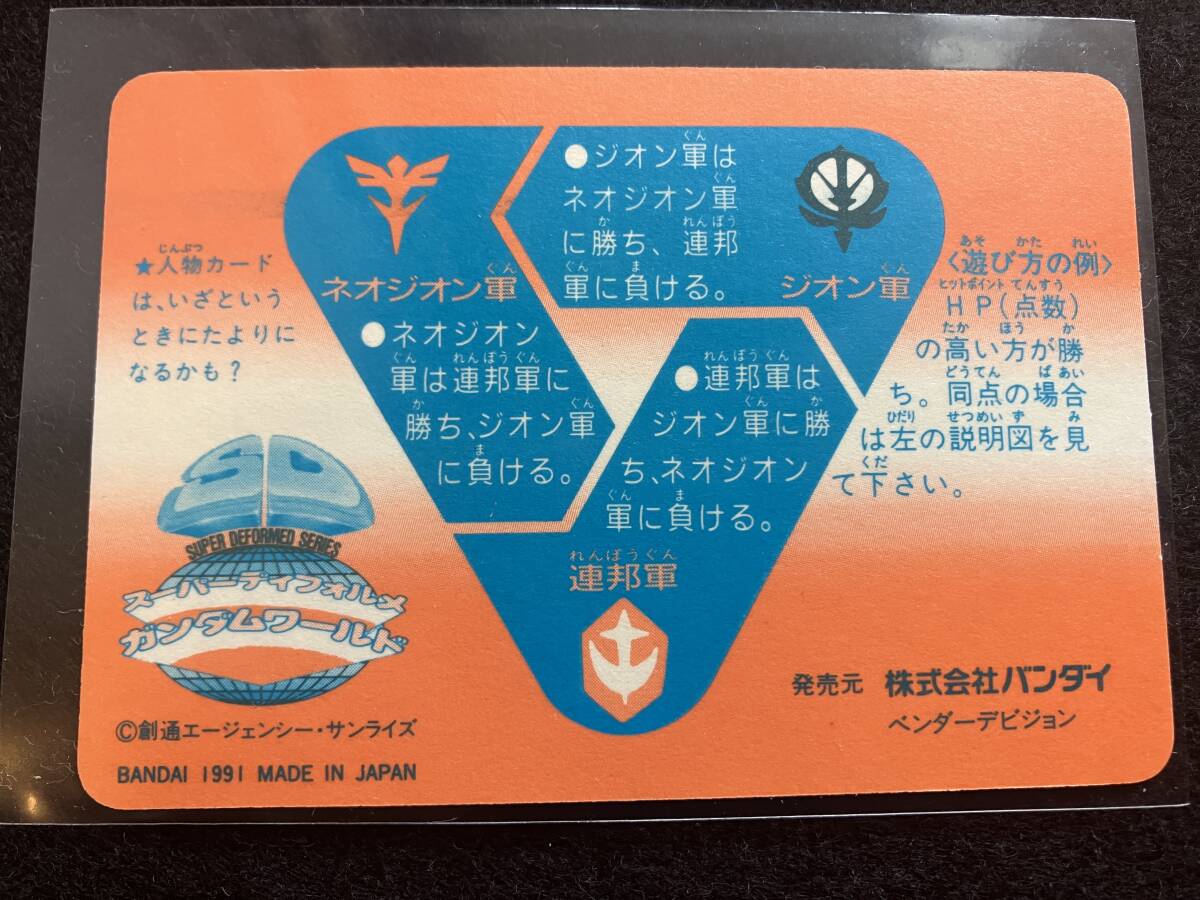 ★人物カード
は、いざという
ときにたよりに
なるかも？
ネオジオン軍
●ネオジオン
軍は連邦軍に
勝ち、ジオン軍
に負ける。
●ジオン軍は
ネオジオン軍
に勝ち、連邦
軍に負ける。
ジオン軍
●連邦軍は
ジオン軍に勝
ち、ネオジオン
軍に負ける。
連邦軍
〈遊び方の例〉
HP(点数)
の高い方が勝
ち。同点の場合
は左の説明図を見
て下さい。
SD
SUPER DEFORMED SERIES
スーパーディフォルメ
ガンダムワールド
©創通エージェンシー・サンライズ
BANDAI 1991 MADE IN JAPAN
発売元 株式会社バンダイ
ベンダーデビジョン